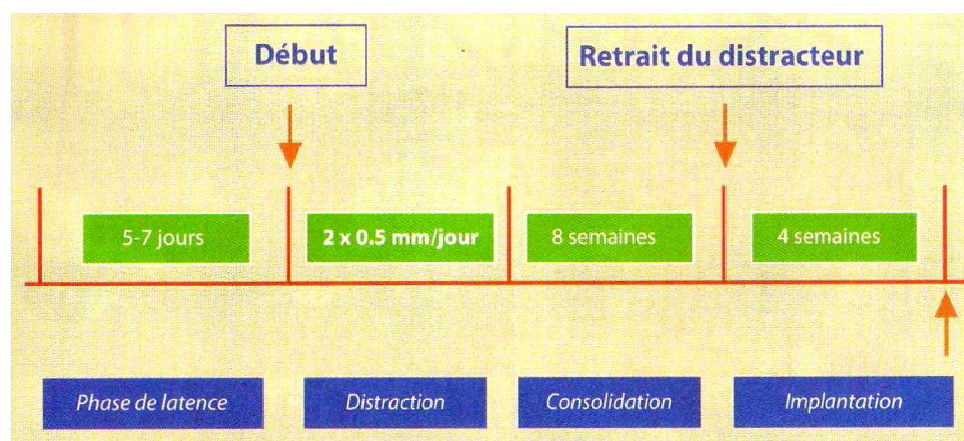 Début
Retrait du distracteur
5-7 jours
2 x 0.5 mm/jour
8 semaines
4 semaines
Phase de latence
Distraction
Consolidation
Implantation